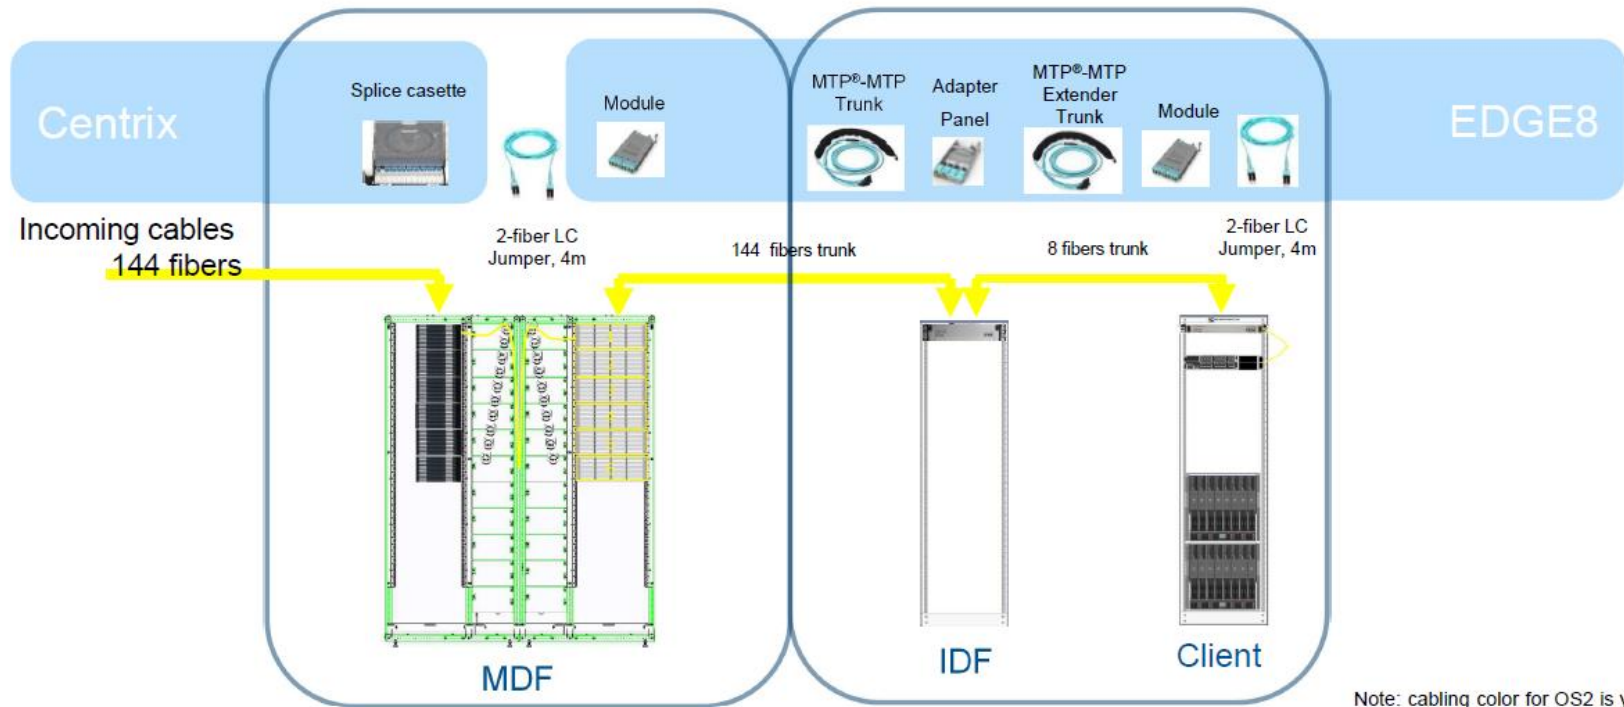 Centrix
Splice casette
Module
MTP®-MTP
Trunk
Adapter
Panel
MTP®-MTP
Extender
Trunk
Module
EDGE8
Incoming cables
144 fibers
2-fiber LC
Jumper, 4m
144 fibers trunk
8 fibers trunk
2-fiber LC
Jumper, 4m
MDF
IDF
Client
Note: cabling color for OS2 is